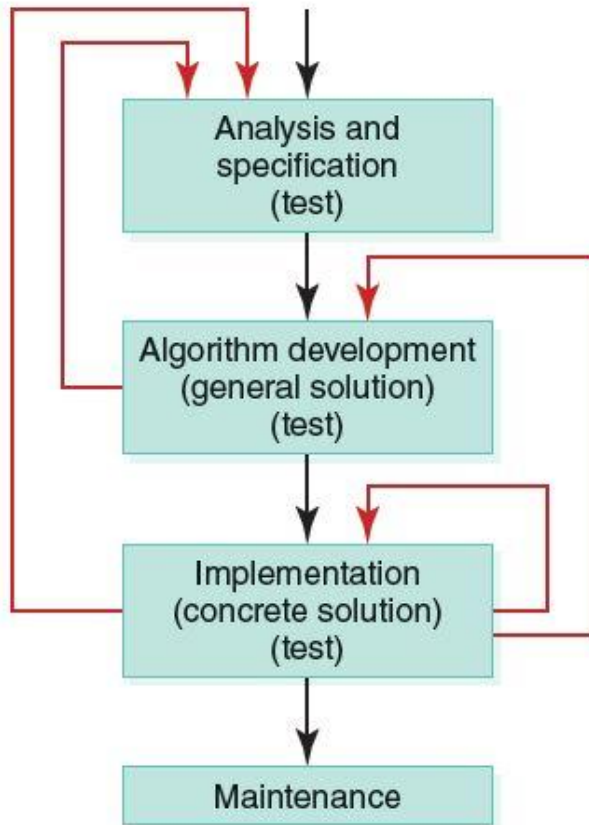 Analysis and
specification
(test)
Algorithm development
(general solution)
(test)
Implementation
(concrete solution)
(test)
Maintenance